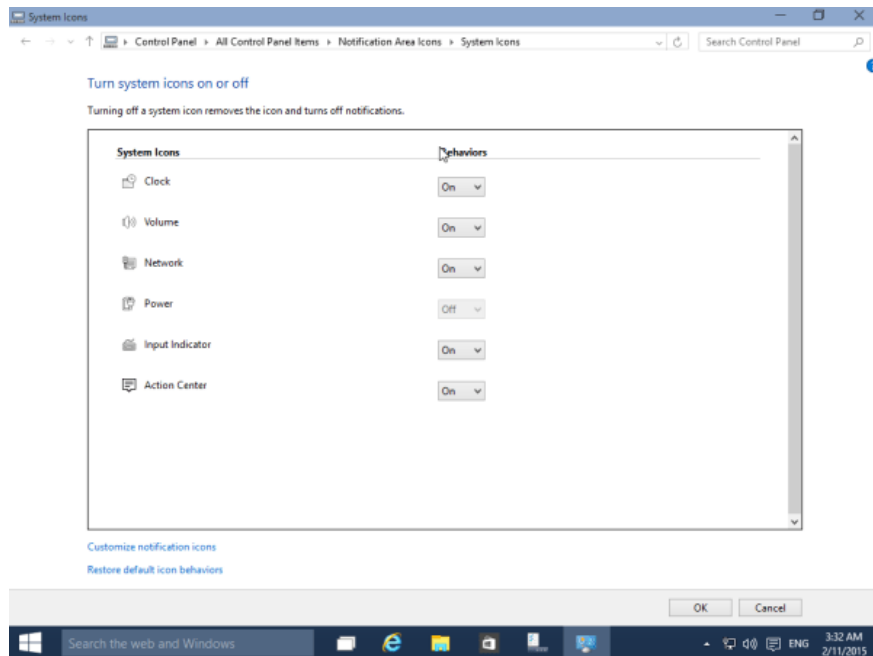 System Icons
Control Panel › All Control Panel Items › Notification Area Icons › System Icons
Search Control Panel
Turn system icons on or off
Turning off a system icon removes the icon and turns off notifications.
System Icons Behaviors
Clock On
Volume On
Network On
Power Off
Input Indicator On
Action Center On
Customize notification icons
Restore default icon behaviors
OK Cancel
Search the web and Windows
ENG
3:32 AM
2/11/2015